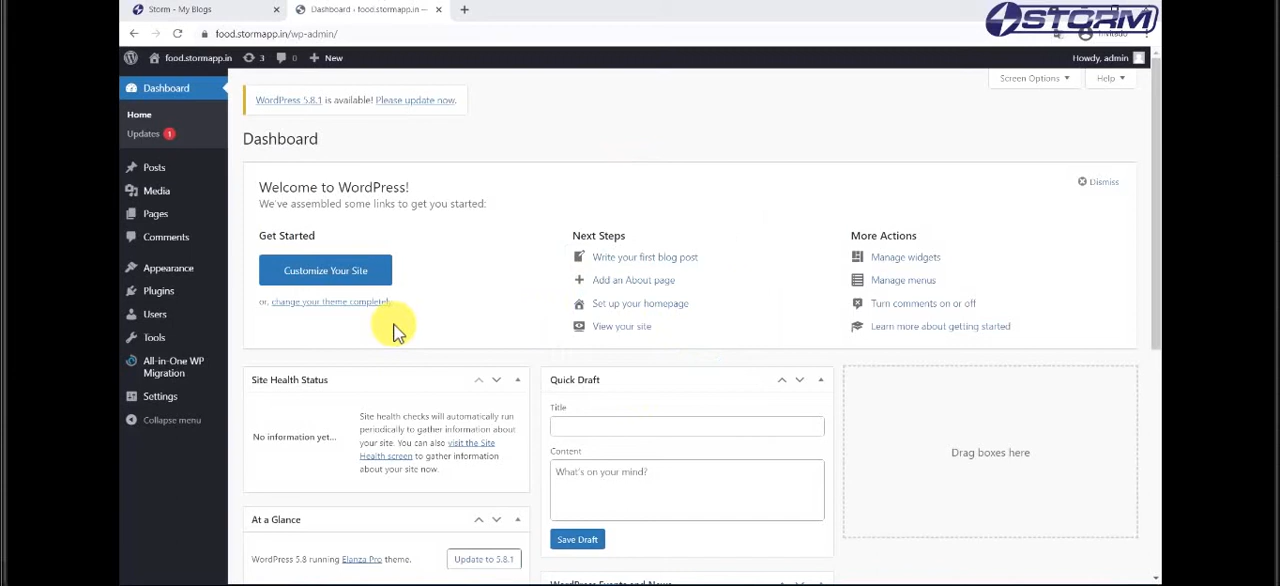 Storm - My Blogs
Dashboard ‹ food.stormapp.in —
STORM
food.stormapp.in/wp-admin/
food.stormapp.in
3
0
New
Howdy, admin
Dashboard
Screen Options
Help
WordPress 5.8.1 is available! Please update now.
Home
Updates 1
Dashboard
Posts
Media
Pages
Comments
Appearance
Plugins
Users
Tools
All-in-One WP
Migration
Settings
Collapse menu
Welcome to WordPress!
We've assembled some links to get you started:
Dismiss
Get Started
Customize Your Site
or, change your theme completel
Next Steps
Write your first blog post
Add an About page
Set up your homepage
View your site
More Actions
Manage widgets
Manage menus
Turn comments on or off
Learn more about getting started
Site Health Status
No information yet...
Site health checks will automatically run
periodically to gather information about
your site. You can also visit the Site
Health screen to gather information
about your site now.
At a Glance
WordPress 5.8 running Elanza Pro theme.
Update to 5.8.1
Quick Draft
Title
Content
What's on your mind?
Save Draft
WordPress Events and News
Drag boxes here